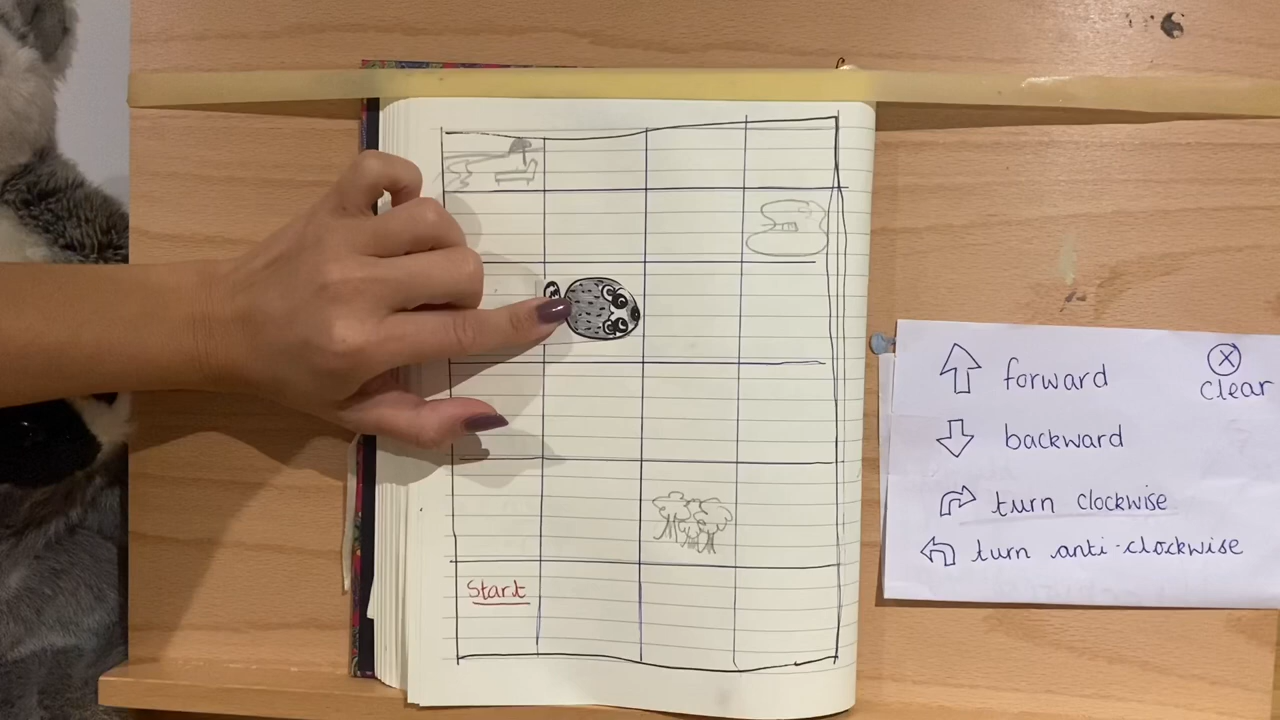 Start
forward
clear
backward
turn clockwise
turn anti-clockwise